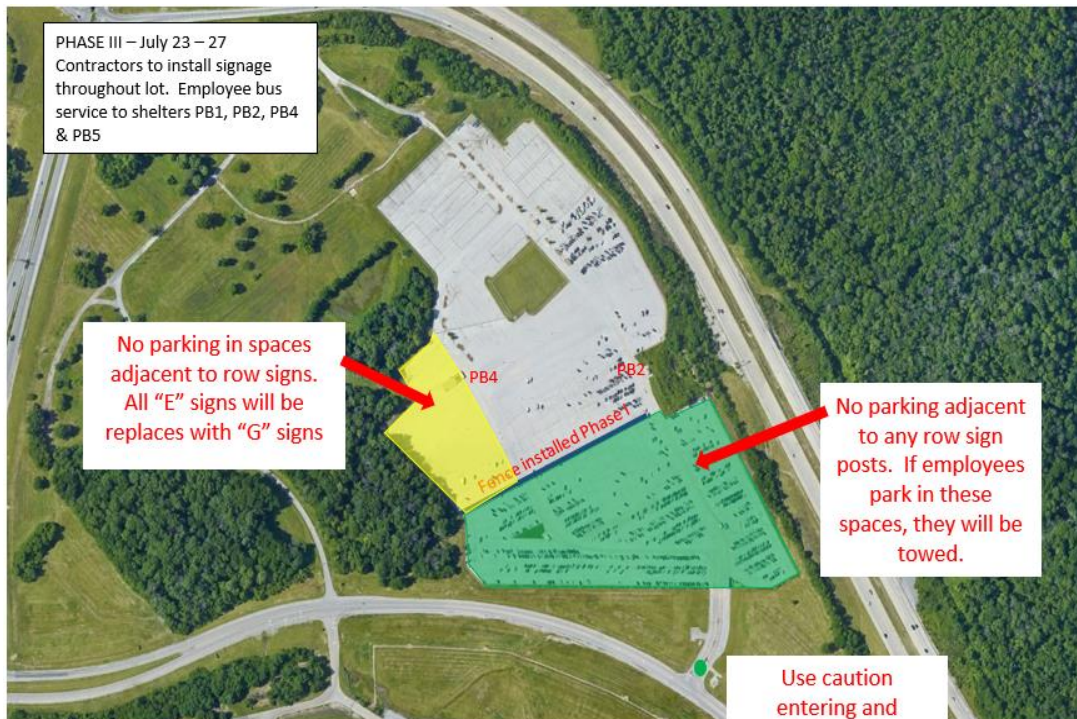 PHASE III – July 23 – 27
Contractors to install signage
throughout lot.  Employee bus
service to shelters PB1, PB2, PB4
& PB5
No parking in spaces
adjacent to row signs.
All “E” signs will be
replaces with “G” signs
PB4
PB2
Fence installed Phase I
No parking adjacent
to any row sign
posts.  If employees
park in these
spaces, they will be
towed.
Use caution
entering and